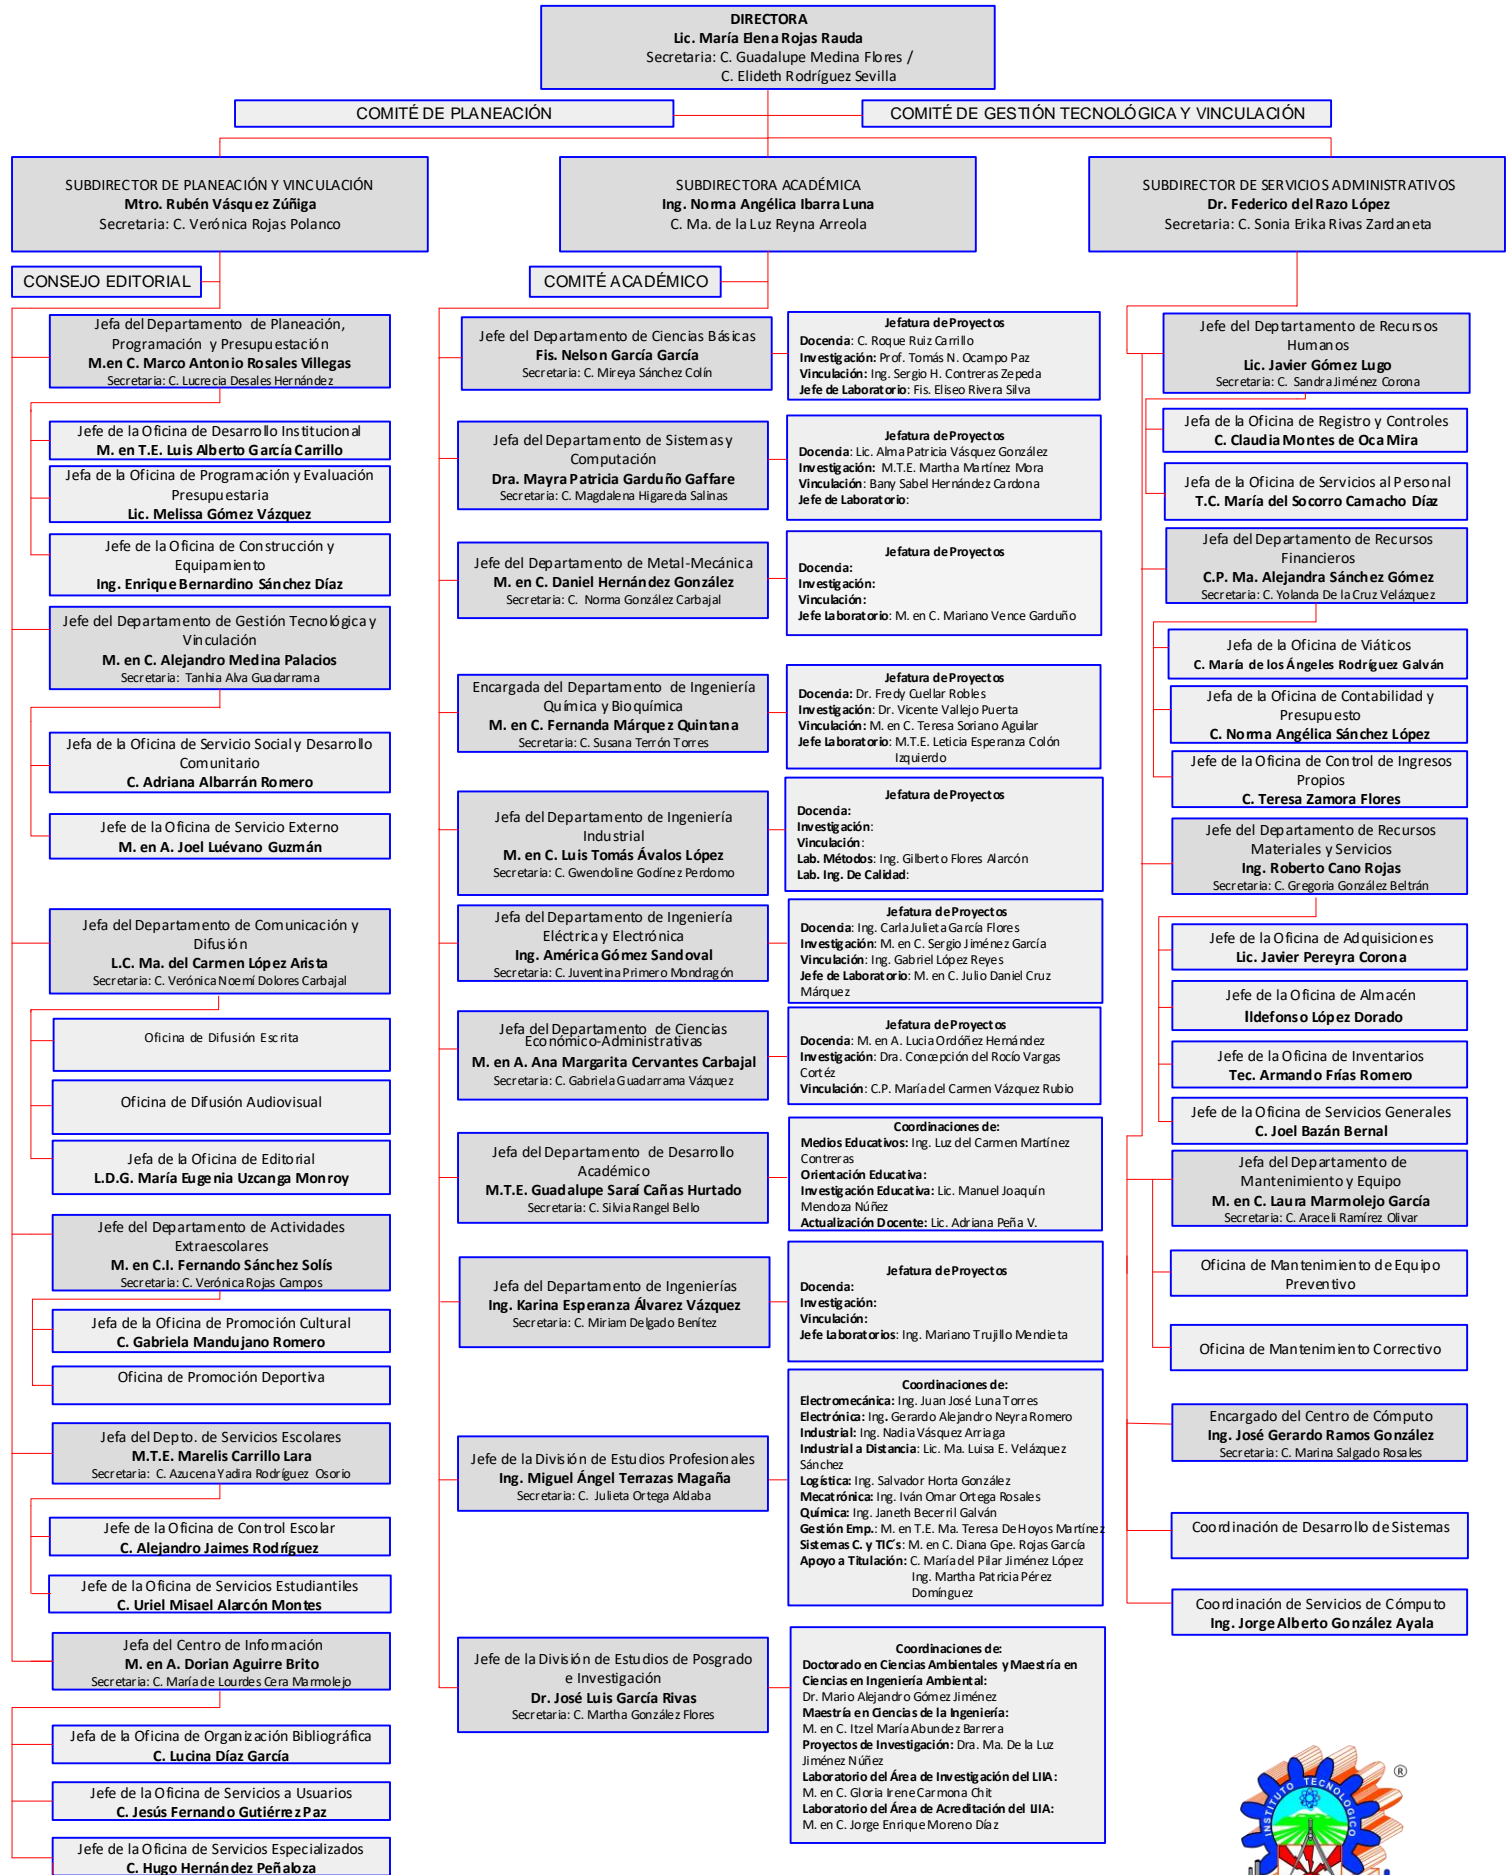 DIRECTORA
Lic. María Elena Rojas Rauda
Secretaria: C. Guadalupe Medina Flores /
C. Elideth Rodríguez Sevilla
COMITÉ DE PLANEACIÓN
COMITÉ DE GESTIÓN TECNOLÓGICA Y VINCULACIÓN
SUBDIRECTOR DE PLANEACIÓN Y VINCULACIÓN
Mtro. Rubén Vásquez Zúñiga
Secretaria: C. Verónica Rojas Polanco
SUBDIRECTORA ACADÉMICA
Ing. Norma Angélica Ibarra Luna
C. Ma. de la Luz Reyna Arreola
SUBDIRECTOR DE SERVICIOS ADMINISTRATIVOS
Dr. Federico del Razo López
Secretaria: C. Sonia Erika Rivas Zardaneta
CONSEJO EDITORIAL
Jefa del Departamento de Planeación,
Programación y Presupuestación
M.en C. Marco Antonio Rosales Villegas
Secretaria: C. Lucrecia Desales Hernández
Jefe de la Oficina de Desarrollo Institucional
M. en T.E. Luis Alberto García Carrillo
Jefa de la Oficina de Programación y Evaluación
Presupuestaria
Lic. Melissa Gómez Vázquez
Jefe de la Oficina de Construcción y
Equipamiento
Ing. Enrique Bernardino Sánchez Díaz
Jefe del Departamento de Gestión Tecnológica y
Vinculación
M. en C. Alejandro Medina Palacios
Secretaria: Tanhia Alva Guadarrama
Jefa de la Oficina de Servicio Social y Desarrollo
Comunitario
C. Adriana Albarrán Romero
Jefe de la Oficina de Servicio Externo
M. en A. Joel Luévano Guzmán
Jefa del Departamento de Comunicación y
Difusión
L.C. Ma. del Carmen López Arista
Secretaria: C. Verónica Noemí Dolores Carbajal
Oficina de Difusión Escrita
Oficina de Difusión Audiovisual
Jefa de la Oficina de Editorial
L.D.G. María Eugenia Uzcanga Monroy
Jefe del Departamento de Actividades
Extraescolares
M. en C.I. Fernando Sánchez Solís
Secretaria: C. Verónica Rojas Campos
Jefa de la Oficina de Promoción Cultural
C. Gabriela Mandujano Romero
Oficina de Promoción Deportiva
Jefa del Depto. de Servicios Escolares
M.T.E. Marelis Carrillo Lara
Secretaria: C. Azucena Yadira Rodríguez Osorio
Jefe de la Oficina de Control Escolar
C. Alejandro Jaimes Rodríguez
Jefe de la Oficina de Servicios Estudiantiles
C. Uriel Misael Alarcón Montes
Jefa del Centro de Información
M. en A. Dorian Aguirre Brito
Secretaria: C. María de Lourdes Cera Marmolejo
Jefa de la Oficina de Organización Bibliográfica
C. Lucina Díaz García
Jefe de la Oficina de Servicios a Usuarios
C. Jesús Fernando Gutiérrez Paz
Jefe de la Oficina de Servicios Especializados
C. Hugo Hernández Peñaloza
COMITÉ ACADÉMICO
Jefe del Departamento de Ciencias Básicas
Fis. Nelson García García
Secretaria: C. Mireya Sánchez Colín
Jefatura de Proyectos
Docencia: C. Roque Ruiz Carrillo
Investigación: Prof. Tomás N. Ocampo Paz
Vinculación: Ing. Sergio H. Contreras Zepeda
Jefe de Laboratorio: Fis. Eliseo Rivera Silva
Jefa del Departamento de Sistemas y
Computación
Dra. Mayra Patricia Garduño Gaffare
Secretaria: C. Magdalena Higareda Salinas
Jefatura de Proyectos
Docencia: Lic. Alma Patricia Vásquez González
Investigación: M.T.E. Martha Martínez Mora
Vinculación: Bany Sabel Hernández Cardona
Jefe de Laboratorio:
Jefe del Departamento de Metal-Mecánica
M. en C. Daniel Hernández González
Secretaria: C. Norma González Carbajal
Jefatura de Proyectos
Docencia:
Investigación:
Vinculación:
Jefe Laboratorio: M. en C. Mariano Vence Garduño
Encargada del Departamento de Ingeniería
Química y Bioquímica
M. en C. Fernanda Márquez Quintana
Secretaria: C. Susana Terrón Torres
Jefatura de Proyectos
Docencia: Dr. Fredy Cuellar Robles
Investigación: Dr. Vicente Vallejo Puerta
Vinculación: M. en C. Teresa Soriano Aguilar
Jefe Laboratorio: M.T.E. Leticia Esperanza Colón
Izquierdo
Jefa del Departamento de Ingeniería
Industrial
M. en C. Luis Tomás Ávalos López
Secretaria: C. Gwendoline Godínez Perdomo
Jefatura de Proyectos
Docencia:
Investigación:
Vinculación:
Lab. Métodos: Ing. Gilberto Flores Alarcón
Lab. Ing. De Calidad:
Jefa del Departamento de Ingeniería
Eléctrica y Electrónica
Ing. América Gómez Sandoval
Secretaria: C. Juventina Primero Mondragón
Jefatura de Proyectos
Docencia: Ing. Carla Julieta García Flores
Investigación: M. en C. Sergio Jiménez García
Vinculación: Ing. Gabriel López Reyes
Jefe de Laboratorio: M. en C. Julio Daniel Cruz
Márquez
Jefa del Departamento de Ciencias
Económico-Administrativas
M. en A. Ana Margarita Cervantes Carbajal
Secretaria: C. Gabriela Guadarrama Vázquez
Jefatura de Proyectos
Docencia: M. en A. Lucia Ordóñez Hernández
Investigación: Dra. Concepción del Rocío Vargas
Cortéz
Vinculación: C.P. María del Carmen Vázquez Rubio
Jefa del Departamento de Desarrollo
Académico
M.T.E. Guadalupe Saraí Cañas Hurtado
Secretaria: C. Silvia Rangel Bello
Coordinaciones de:
Medios Educativos: Ing. Luz del Carmen Martínez
Contreras
Orientación Educativa:
Investigación Educativa: Lic. Manuel Joaquín
Mendoza Núñez
Actualización Docente: Lic. Adriana Peña V.
Jefa del Departamento de Ingenierías
Ing. Karina Esperanza Álvarez Vázquez
Secretaria: C. Miriam Delgado Benítez
Jefatura de Proyectos
Docencia:
Investigación:
Vinculación:
Jefe Laboratorios: Ing. Mariano Trujillo Mendieta
Jefe de la División de Estudios Profesionales
Ing. Miguel Ángel Terrazas Magaña
Secretaria: C. Julieta Ortega Aldaba
Coordinaciones de:
Electromecánica: Ing. Juan José Luna Torres
Electrónica: Ing. Gerardo Alejandro Neyra Romero
Industrial: Ing. Nadia Vásquez Arriaga
Industrial a Distancia: Lic. Ma. Luisa E. Velázquez
Sánchez
Logística: Ing. Salvador Horta González
Mecatrónica: Ing. Iván Omar Ortega Rosales
Química: Ing. Janeth Becerril Galván
Gestión Emp.: M. en T.E. Ma. Teresa De Hoyos Martínez
Sistemas C. y TIC´s: M. en C. Diana Gpe. Rojas García
Apoyo a Titulación: C. María del Pilar Jiménez López
Ing. Martha Patricia Pérez
Domínguez
Jefe de la División de Estudios de Posgrado
e Investigación
Dr. José Luis García Rivas
Secretaria: C. Martha González Flores
Coordinaciones de:
Doctorado en Ciencias Ambientales y Maestría en
Ciencias en Ingeniería Ambiental:
Dr. Mario Alejandro Gómez Jiménez
Maestría en Ciencias de la Ingeniería:
M. en C. Itzel María Abundez Barrera
Proyectos de Investigación: Dra. Ma. De la Luz
Jiménez Núñez
Laboratorio del Área de Investigación del LIIA:
M. en C. Gloria Irene Carmona Chit
Laboratorio del Área de Acreditación del LIIA:
M. en C. Jorge Enrique Moreno Díaz
Jefe del Deptartamento de Recursos
Humanos
Lic. Javier Gómez Lugo
Secretaria: C. Sandra Jiménez Corona
Jefa de la Oficina de Registro y Controles
C. Claudia Montes de Oca Mira
Jefa de la Oficina de Servicios al Personal
T.C. María del Socorro Camacho Díaz
Jefa del Departamento de Recursos
Financieros
C.P. Ma. Alejandra Sánchez Gómez
Secretaria: C. Yolanda De la Cruz Velázquez
Jefa de la Oficina de Viáticos
C. María de los Ángeles Rodríguez Galván
Jefa de la Oficina de Contabilidad y
Presupuesto
C. Norma Angélica Sánchez López
Jefe de la Oficina de Control de Ingresos
Propios
C. Teresa Zamora Flores
Jefe del Departamento de Recursos
Materiales y Servicios
Ing. Roberto Cano Rojas
Secretaria: C. Gregoria González Beltrán
Jefe de la Oficina de Adquisiciones
Lic. Javier Pereyra Corona
Jefe de la Oficina de Almacén
Ildefonso López Dorado
Jefe de la Oficina de Inventarios
Tec. Armando Frías Romero
Jefe de la Oficina de Servicios Generales
C. Joel Bazán Bernal
Jefa del Departamento de
Mantenimiento y Equipo
M. en C. Laura Marmolejo García
Secretaria: C. Araceli Ramírez Olivar
Oficina de Mantenimiento de Equipo
Preventivo
Oficina de Mantenimiento Correctivo
Encargado del Centro de Cómputo
Ing. José Gerardo Ramos González
Secretaria: C. Marina Salgado Rosales
Coordinación de Desarrollo de Sistemas
Coordinación de Servicios de Cómputo
Ing. Jorge Alberto González Ayala
INSTITUTO TECNOLOGICO
®